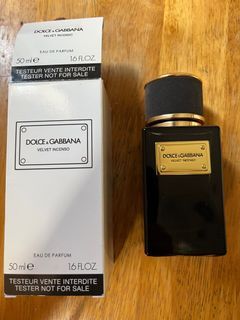 EAU DE PARFUM
50 ml ℮ 1.6 FL.OZ.
TESTEUR VENTE INTERDITE
TESTER NOT FOR SALE
DOLCE & GABBANA
VELVET INCENSO
EAU DE PARFUM
50 ml ℮ 1.6 FL.OZ.
TESTEUR VENTE INTERDITE
TESTER NOT FOR SALE
DOLCE & GABBANA
VELVET INCENSO